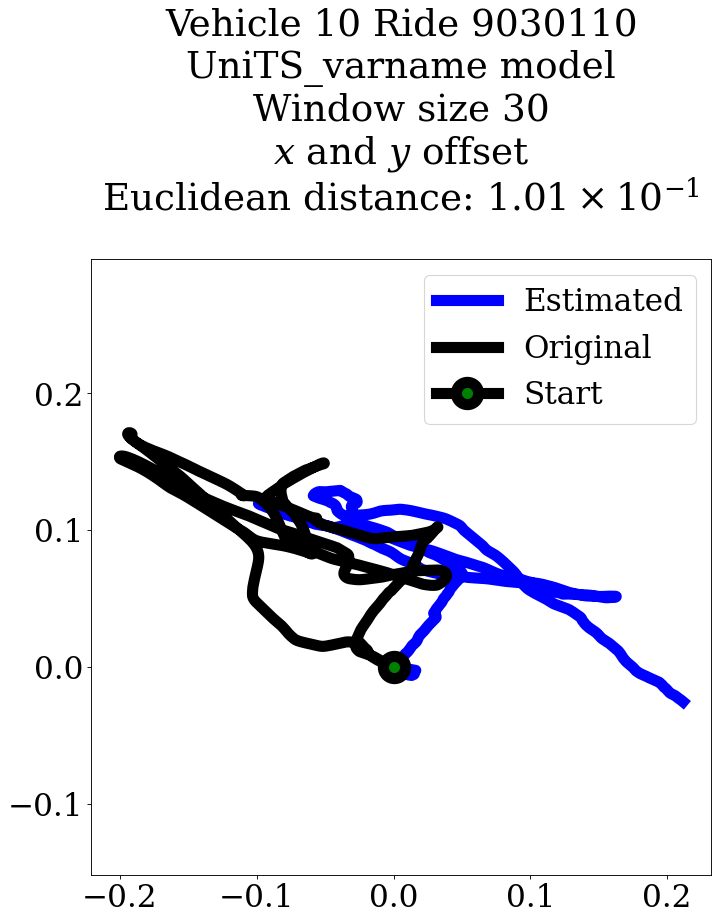 Vehicle 10 Ride 9030110
UniTS_varname model
Window size 30
x and y offset
Euclidean distance: 1.01 × 10⁻¹
Estimated
Original
Start
0.2
0.1
0.0
−0.1
−0.2 −0.1 0.0 0.1 0.2